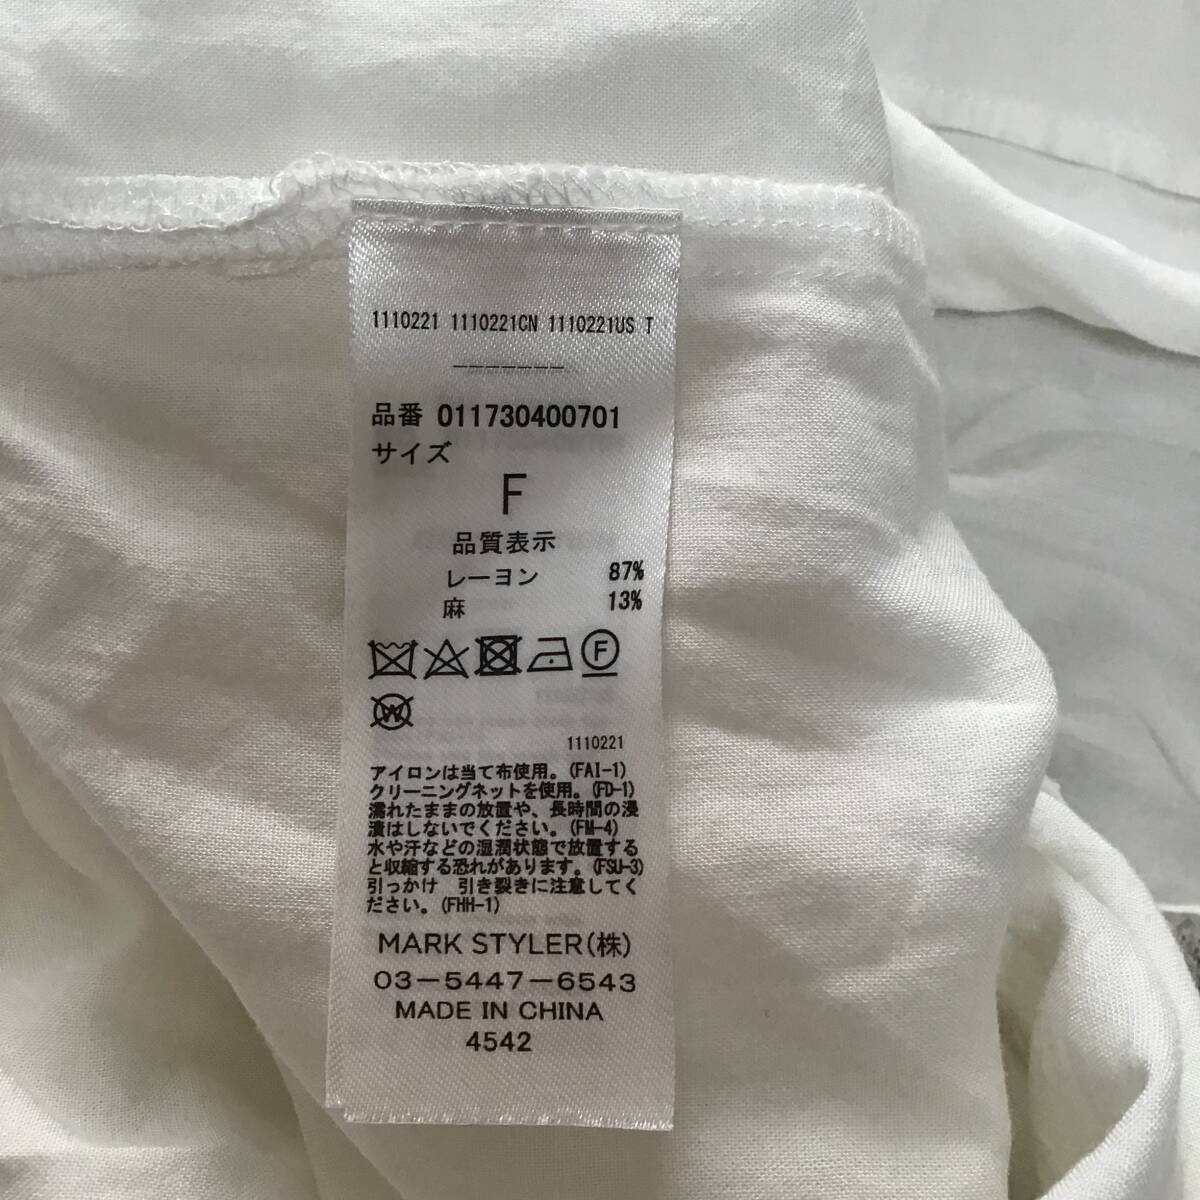 1110221 1110221CN 1110221US T
-------
品番 011730400701
サイズ
F
品質表示
レーヨン 87%
麻 13%
F
W
1110221
アイロンは当て布使用。(FAI-1)
クリーニングネットを使用。(FD-1)
濡れたままの放置や、長時間の浸
漬はしないでください。(FM-4)
水や汗などの湿潤状態で放置する
と収縮する恐れがあります。(FSU-3)
引っかけ 引き裂きに注意してく
ださい。(FHH-1)
MARK STYLER(株)
03-5447-6543
MADE IN CHINA
4542